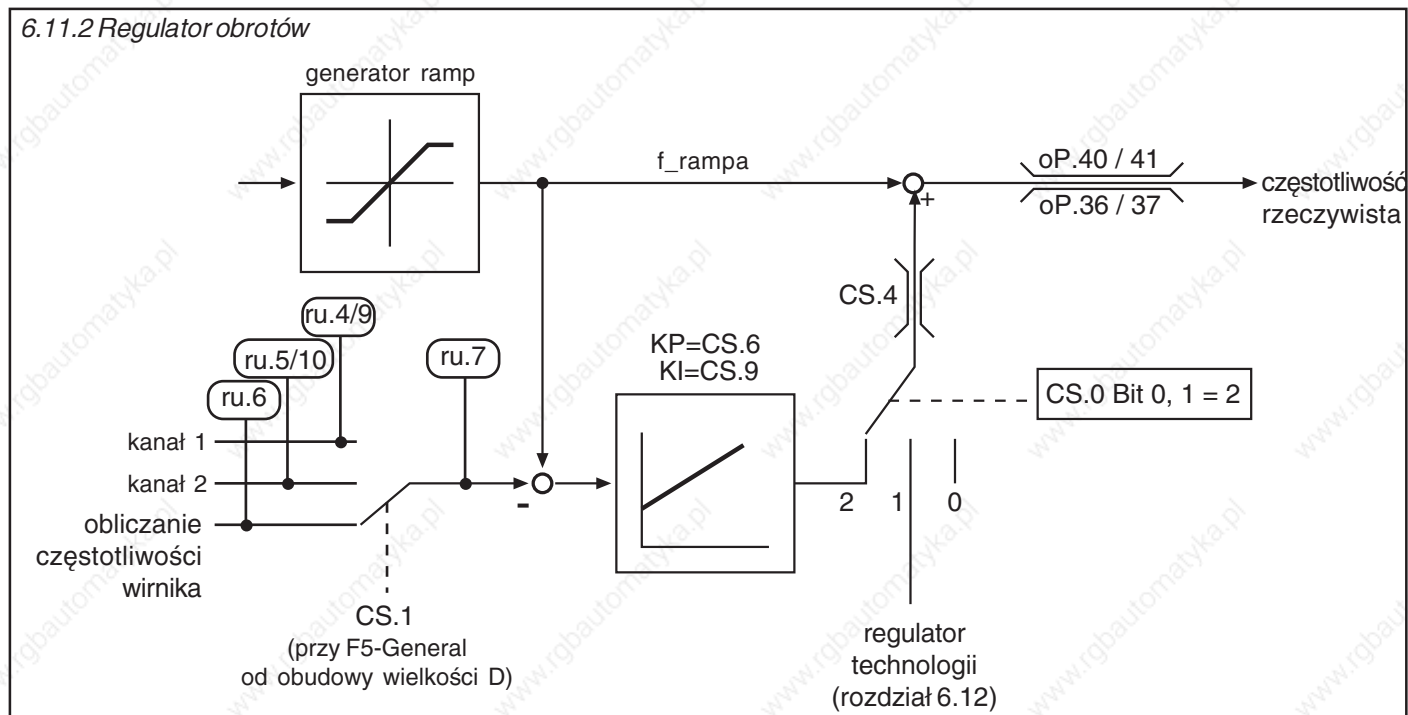 6.11.2 Regulator obrotów
generator ramp
f_rampa
oP.40 / 41
oP.36 / 37
częstotliwość
rzeczywista
+
CS.4
ru.4/9
ru.5/10
ru.6
ru.7
KP=CS.6
KI=CS.9
CS.0 Bit 0, 1 = 2
kanał 1
kanał 2
obliczanie
częstotliwości
wirnika
-
2 1 0
CS.1
(przy F5-General
od obudowy wielkości D)
regulator
technologii
(rozdział 6.12)
www.rgbautomatyka.pl